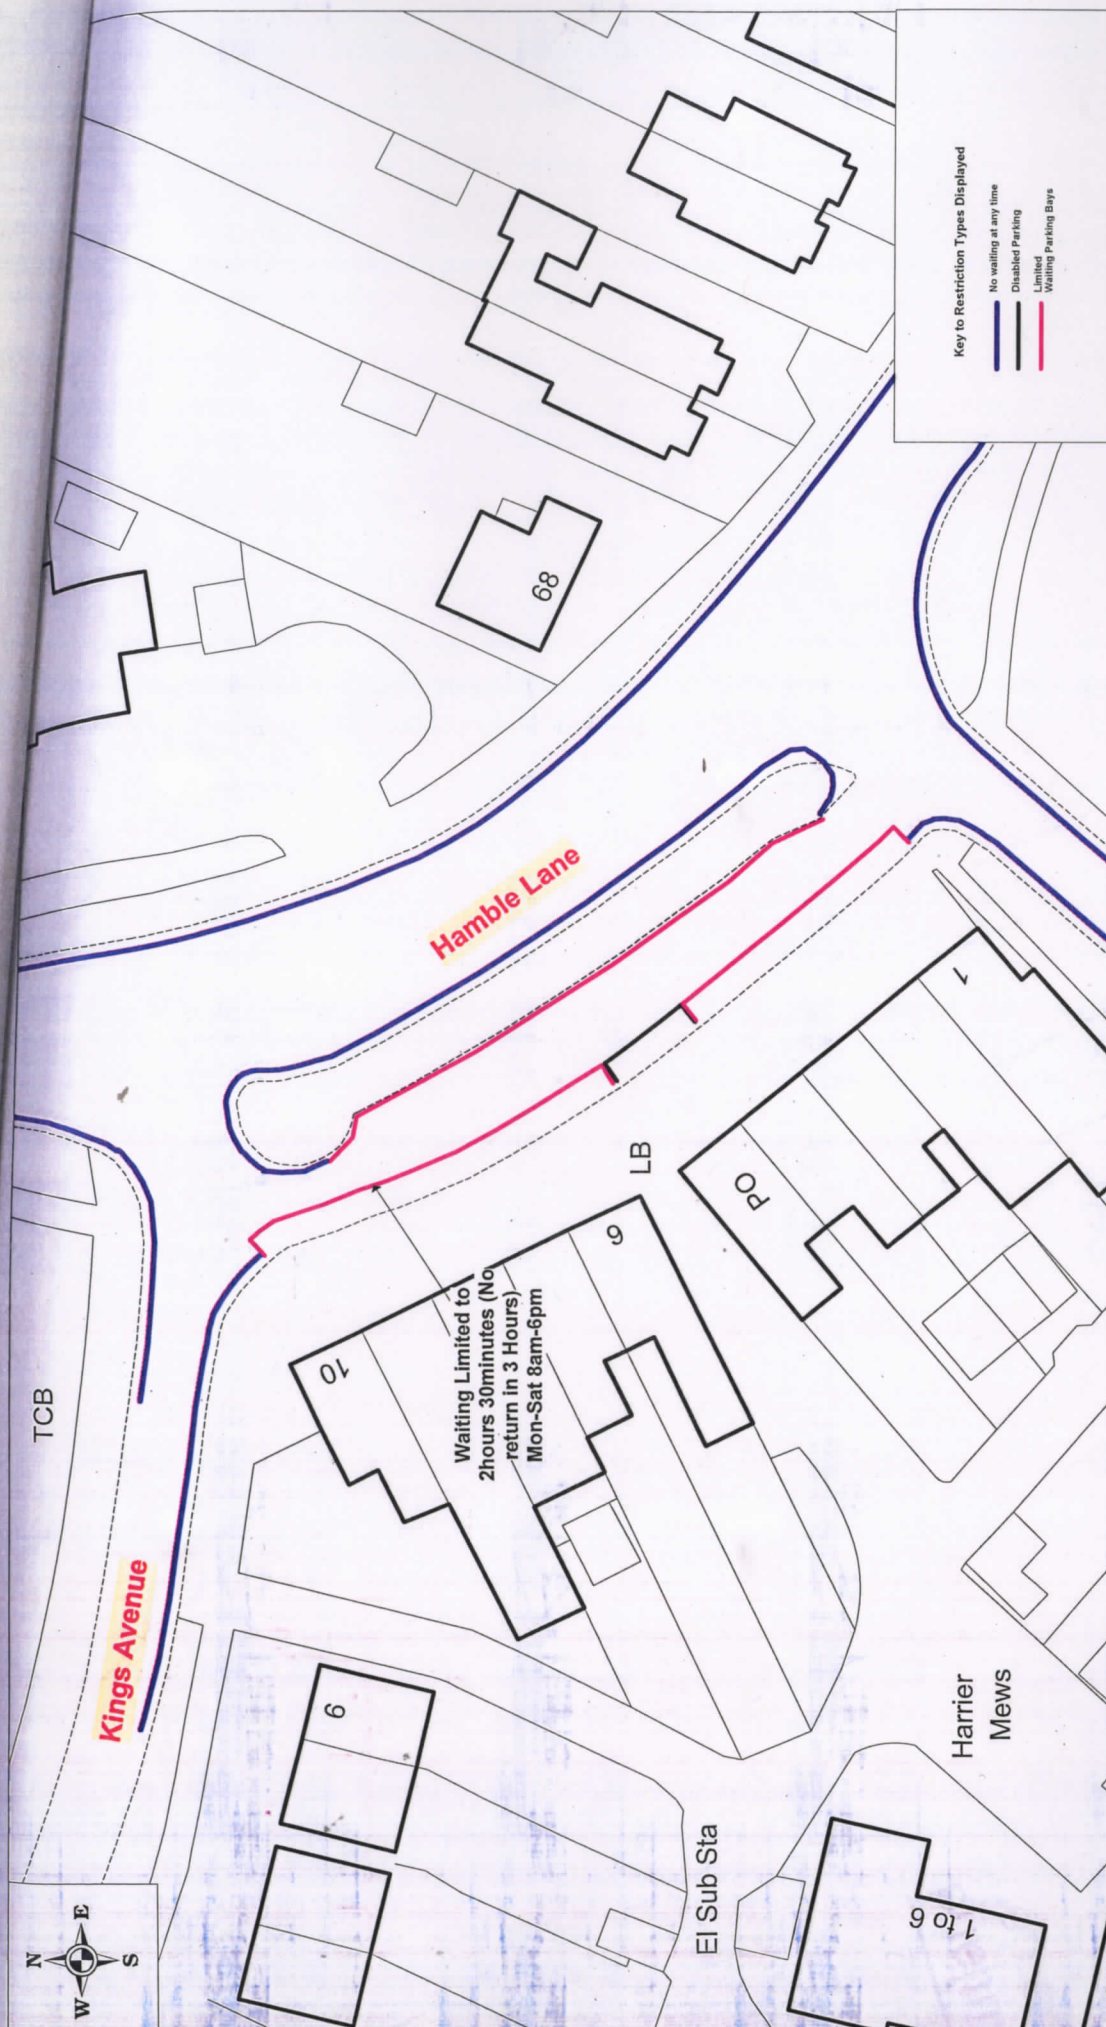 N
W
E
S
TCB
Kings Avenue
Hamble Lane
68
10
9
6
Waiting Limited to
2hours 30minutes (No
return in 3 Hours)
Mon-Sat 8am-6pm
LB
PO
1
El Sub Sta
Harrier
Mews
1 to 6
Key to Restriction Types Displayed
No waiting at any time
Disabled Parking
Limited
Waiting Parking Bays